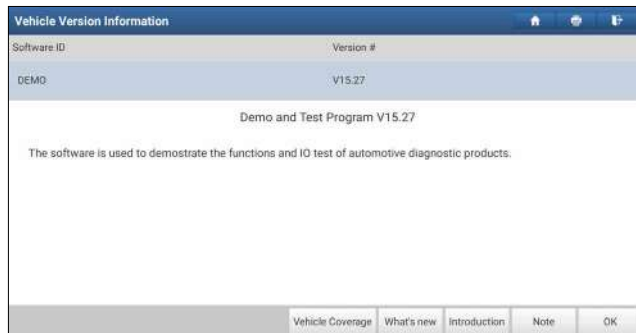 Vehicle Version Information
Software ID Version #
DEMO V15.27
Demo and Test Program V15.27
The software is used to demostrate the functions and IO test of automotive diagnostic products.
Vehicle Coverage What's new Introduction Note OK